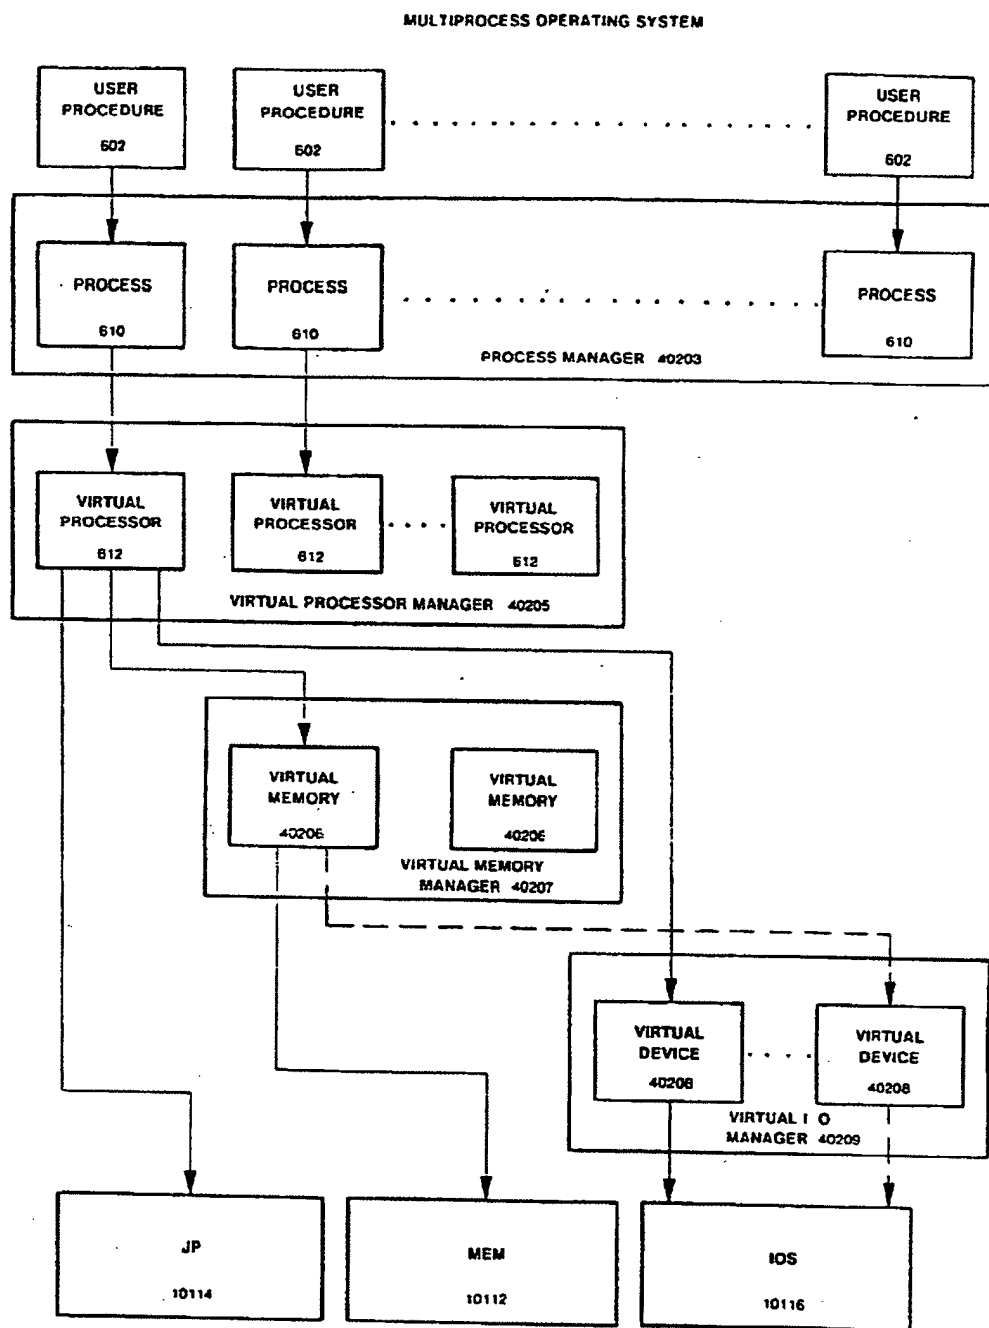 MULTIPROCESS OPERATING SYSTEM
USER
PROCEDURE
602
USER
PROCEDURE
602
USER
PROCEDURE
602
PROCESS
610
PROCESS
610
PROCESS
610
PROCESS MANAGER 40203
VIRTUAL
PROCESSOR
612
VIRTUAL
PROCESSOR
612
VIRTUAL
PROCESSOR
612
VIRTUAL PROCESSOR MANAGER 40205
VIRTUAL
MEMORY
40206
VIRTUAL
MEMORY
40206
VIRTUAL MEMORY
MANAGER 40207
VIRTUAL
DEVICE
40208
VIRTUAL
DEVICE
40208
VIRTUAL I O
MANAGER 40209
JP
10114
MEM
10112
IOS
10116